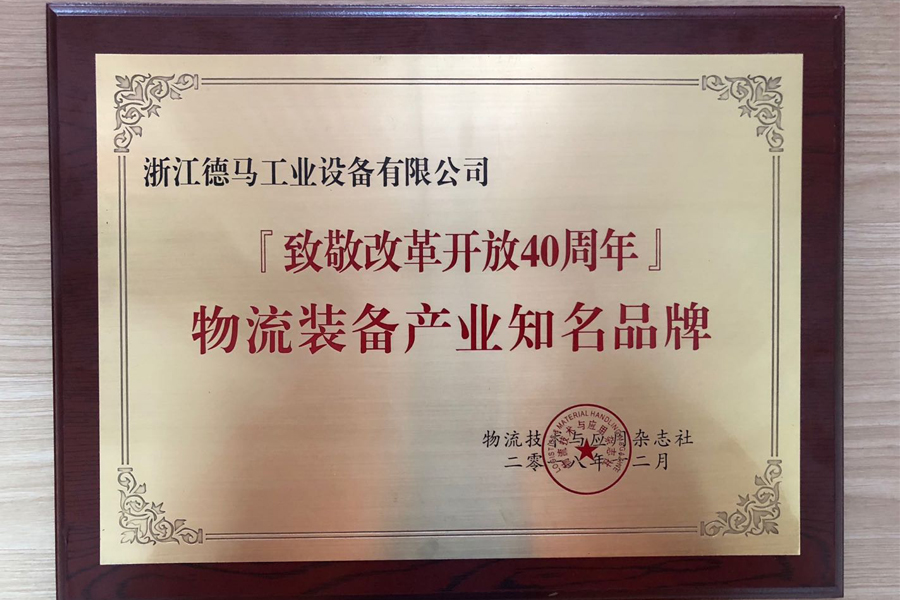 浙江德马工业设备有限公司
『致敬改革开放40周年』
物流装备产业知名品牌
物流技术与应用杂志社
二零一八年十二月